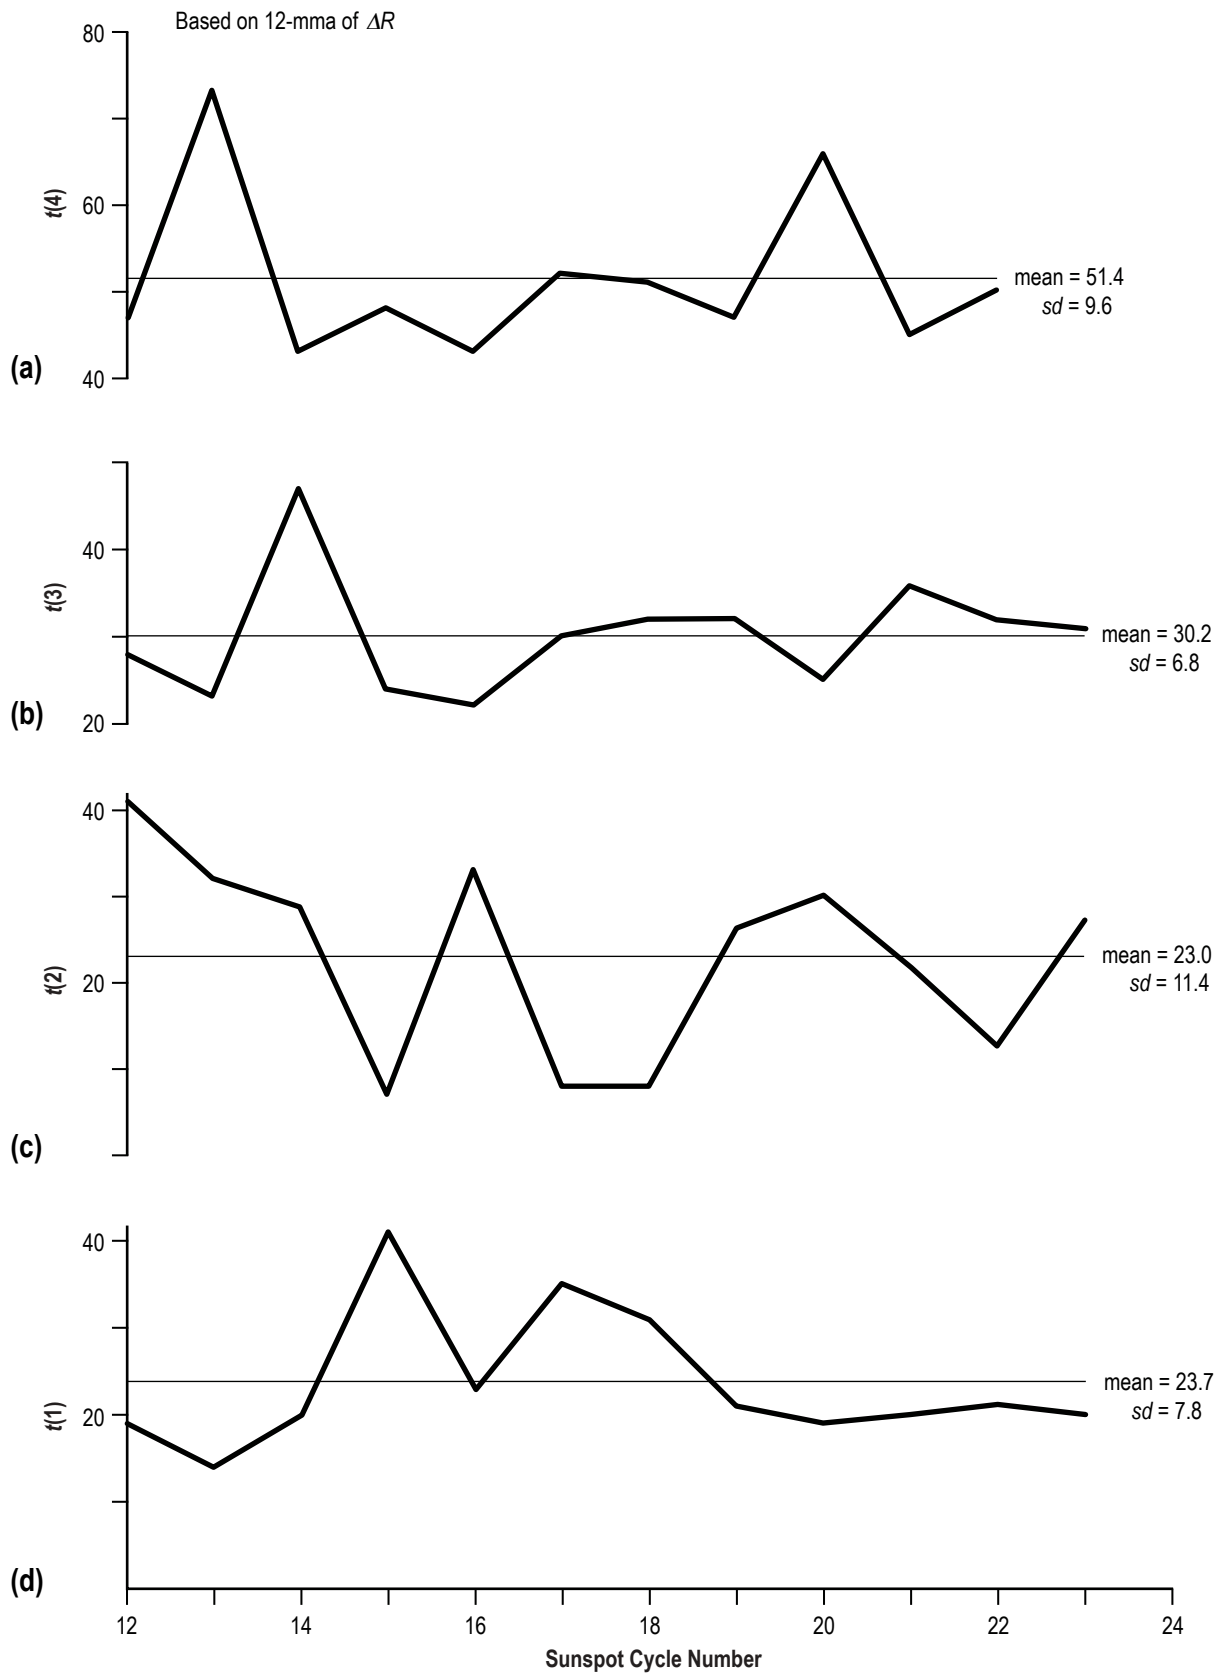 Based on 12-mma of ΔR
80
60
40
t(4)
mean = 51.4
sd = 9.6
(a)
40
20
t(3)
mean = 30.2
sd = 6.8
(b)
40
20
t(2)
mean = 23.0
sd = 11.4
(c)
40
20
t(1)
mean = 23.7
sd = 7.8
(d)
12 14 16 18 20 22 24
Sunspot Cycle Number